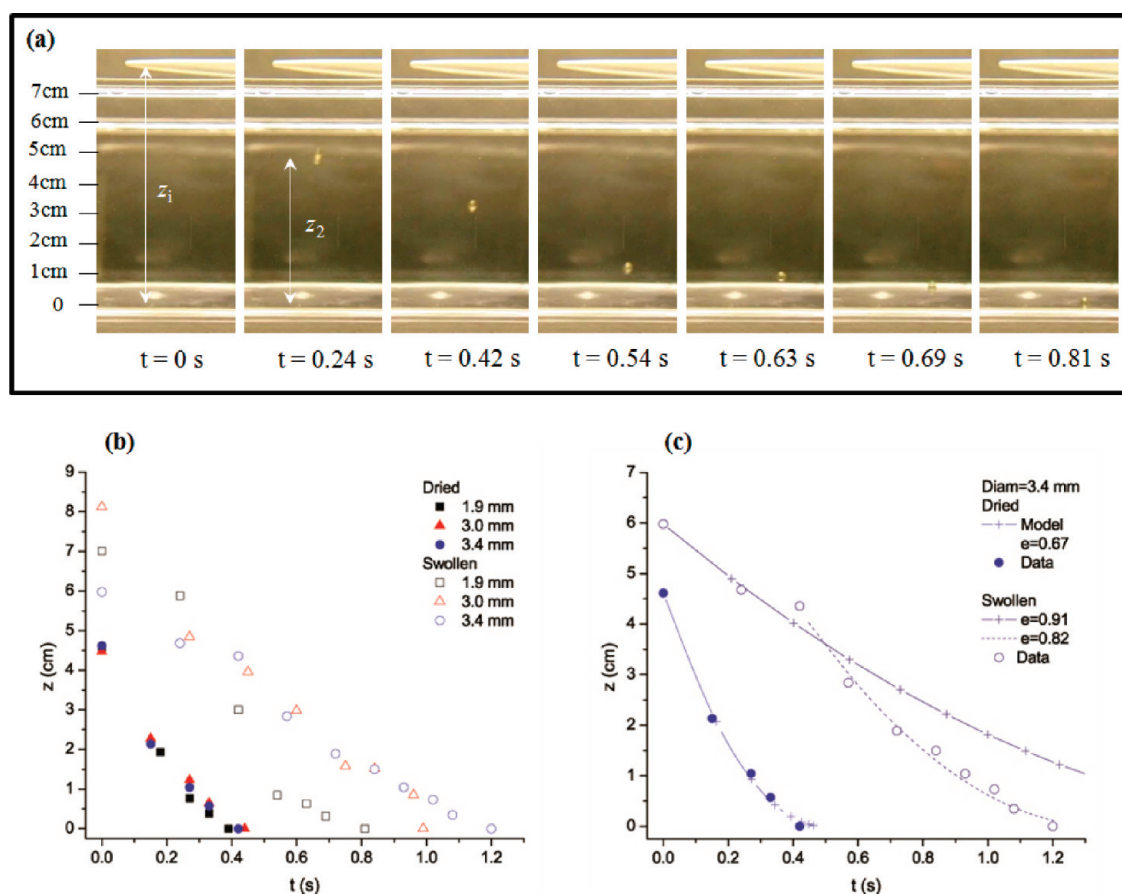 (a)
7cm
6cm
5cm
4cm
3cm
2cm
1cm
0
zi
z2
t = 0 s
t = 0.24 s
t = 0.42 s
t = 0.54 s
t = 0.63 s
t = 0.69 s
t = 0.81 s
(b)
9
8
7
6
5
4
3
2
1
0
z (cm)
0.0
0.2
0.4
0.6
0.8
1.0
1.2
t (s)
Dried
1.9 mm
3.0 mm
3.4 mm
Swollen
1.9 mm
3.0 mm
3.4 mm
(c)
7
6
5
4
3
2
1
0
z (cm)
0.0
0.2
0.4
0.6
0.8
1.0
1.2
t (s)
Diam=3.4 mm
Dried
Model
e=0.67
Data
Swollen
e=0.91
e=0.82
Data